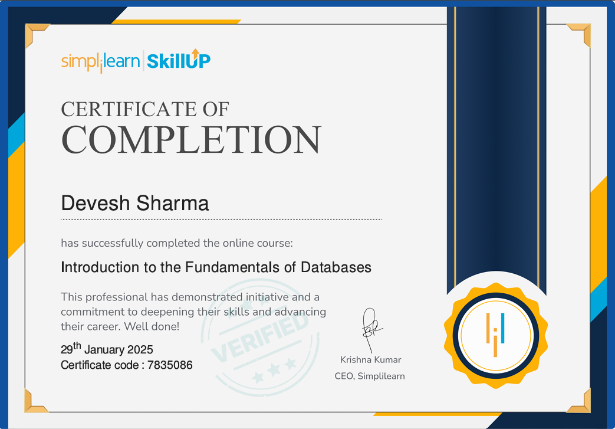 simplilearn | SkillUP
CERTIFICATE OF
COMPLETION
Devesh Sharma
has successfully completed the online course:
Introduction to the Fundamentals of Databases
This professional has demonstrated initiative and a
commitment to deepening their skills and advancing
their career. Well done!
VERIFIED
29th January 2025
Certificate code : 7835086
Krishna Kumar
CEO, Simplilearn